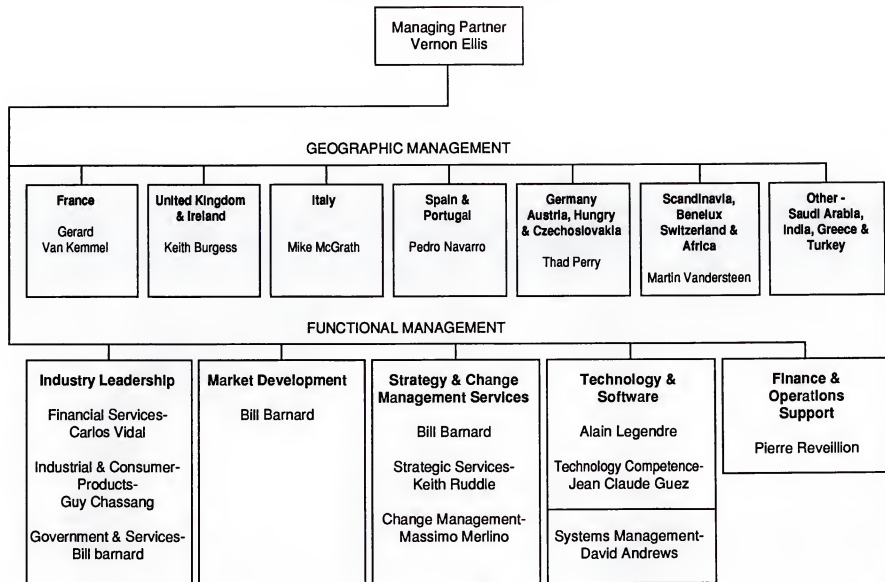 Managing Partner
Vernon Ellis
GEOGRAPHIC MANAGEMENT
France
Gerard
Van Kemmel
United Kingdom
& Ireland
Keith Burgess
Italy
Mike McGrath
Spain &
Portugal
Pedro Navarro
Germany
Austria, Hungry
& Czechoslovakia
Thad Perry
Scandinavia,
Benelux
Switzerland &
Africa
Martin Vandersteen
Other -
Saudi Arabia,
India, Greece &
Turkey
FUNCTIONAL MANAGEMENT
Industry Leadership
Financial Services-
Carlos Vidal
Industrial & Consumer-
Products-
Guy Chassang
Government & Services-
Bill barnard
Market Development
Bill Barnard
Strategy & Change
Management Services
Bill Barnard
Strategic Services-
Keith Ruddle
Change Management-
Massimo Merlino
Technology &
Software
Alain Legendre
Technology Competence-
Jean Claude Guez
Systems Management-
David Andrews
Finance &
Operations
Support
Pierre Reveillion